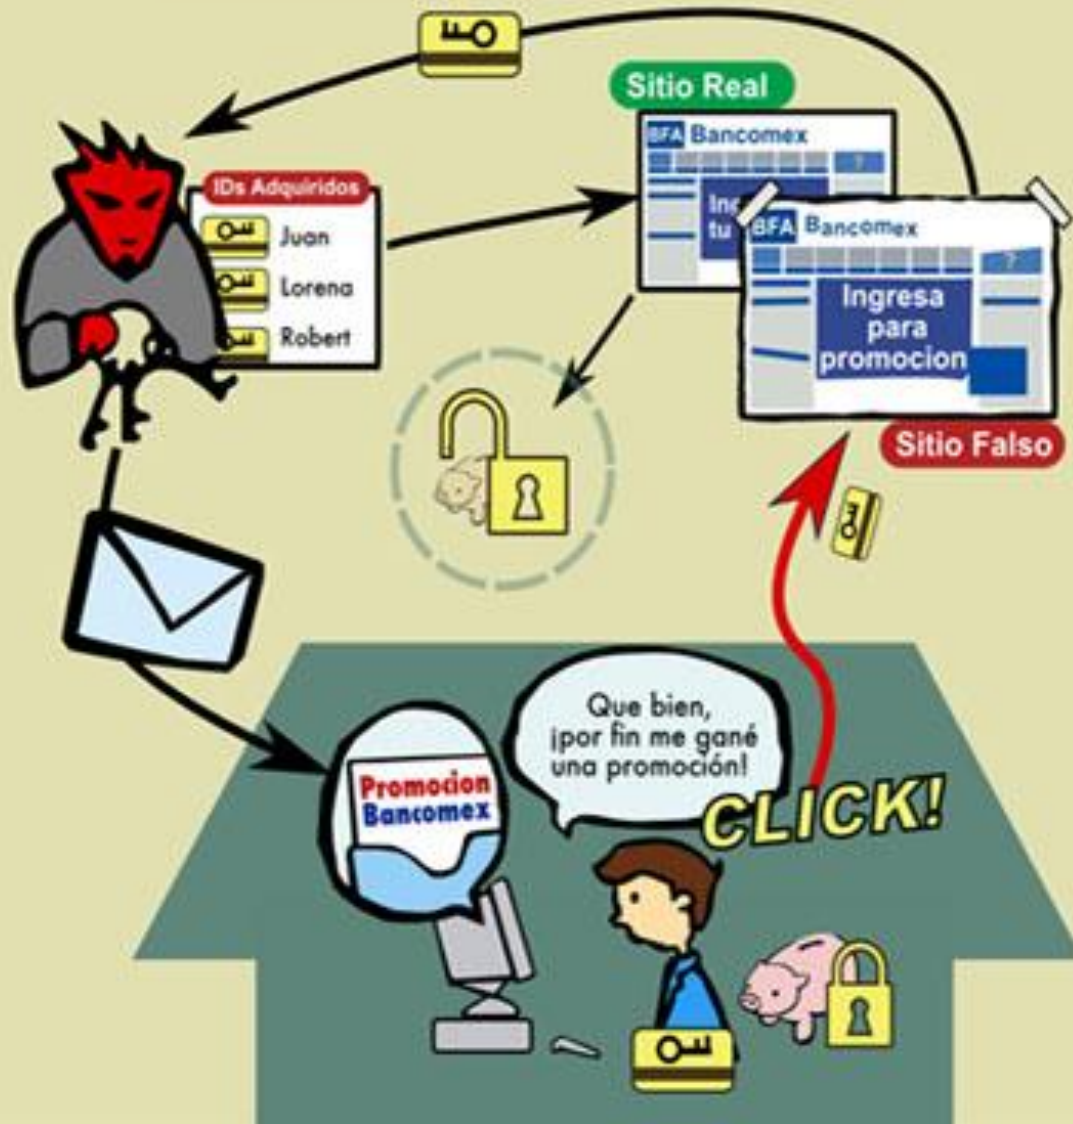 Sitio Real
BFA Bancomex
?
IDs Adquiridos
Juan
Lorena
Robert
tu
BFA Bancomex
?
Ingresa
para
promocion
Sitio Falso
Que bien,
¡por fin me gané
una promoción!
Promocion
Bancomex
CLICK!